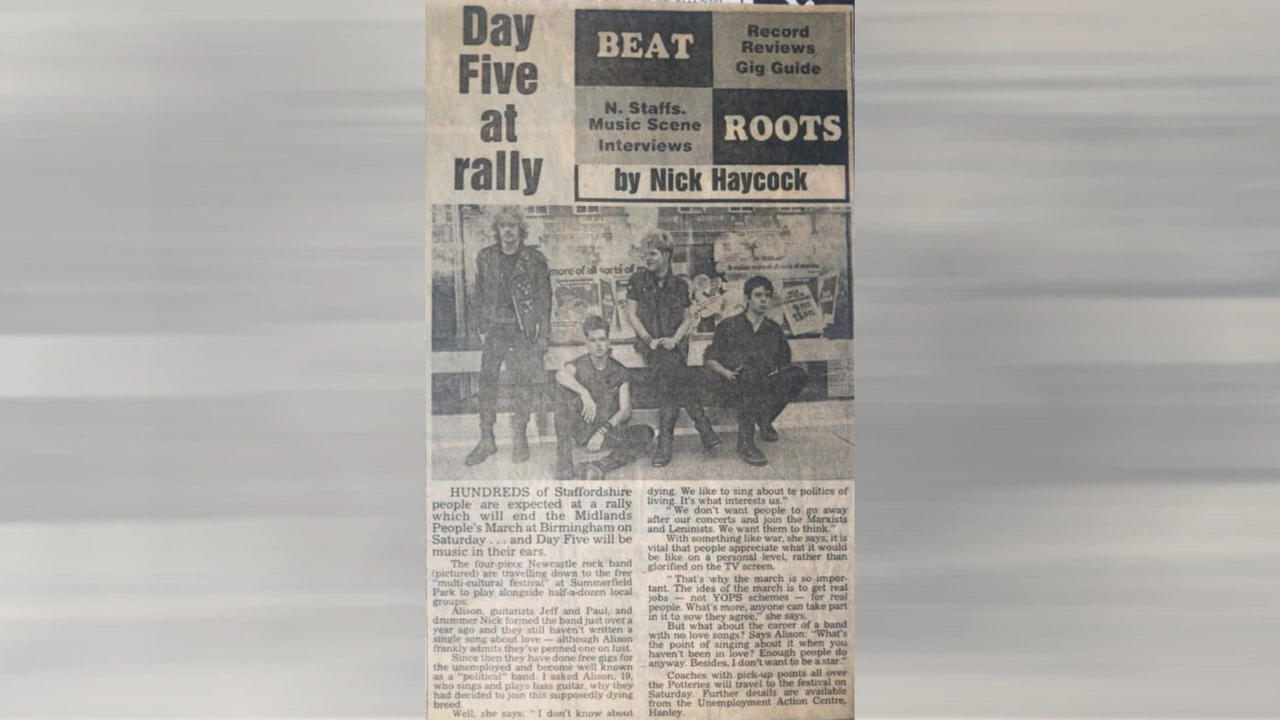 Day
Five
at
rally
BEAT
Record
Reviews
Gig Guide
N. Staffs.
Music Scene
Interviews
ROOTS
by Nick Haycock
more of all sorts of m
HUNDREDS of Staffordshire
people are expected at a rally
which will end the Midlands
People's March at Birmingham on
Saturday . . . and Day Five will be
music in their ears.
The four-piece Newcastle rock band
(pictured) are travelling down to the free
"multi-cultural festival" at Summerfield
Park to play alongside half-a-dozen local
groups.
Alison, guitarists Jeff and Paul, and
drummer Nick formed the band just over a
year ago and they still haven't written a
single song about love — although Alison
frankly admits they've penned one on lust.
Since then they have done free gigs for
the unemployed and become well known
as a "political" band. I asked Alison, 19,
who sings and plays bass guitar, why they
had decided to join this supposedly dying
breed.
Well, she says: "I don't know about
dying. We like to sing about te politics of
living. It's what interests us."
"We don't want people to go away
after our concerts and join the Marxists
and Leninists. We want them to think."
With something like war, she says, it is
vital that people appreciate what it would
be like on a personal level, rather than
glorified on the TV screen.
"That's why the march is so impor-
tant. The idea of the march is to get real
jobs — not YOPS schemes — for real
people. What's more, anyone can take part
in it to sow they agree," she says.
But what about the career of a band
with no love songs? Says Alison: "What's
the point of singing about it when you
haven't been in love? Enough people do
anyway. Besides, I don't want to be a star."
Coaches with pick-up points all over
the Potteries will travel to the festival on
Saturday. Further details are available
from the Unemployment Action Centre,
Hanley.